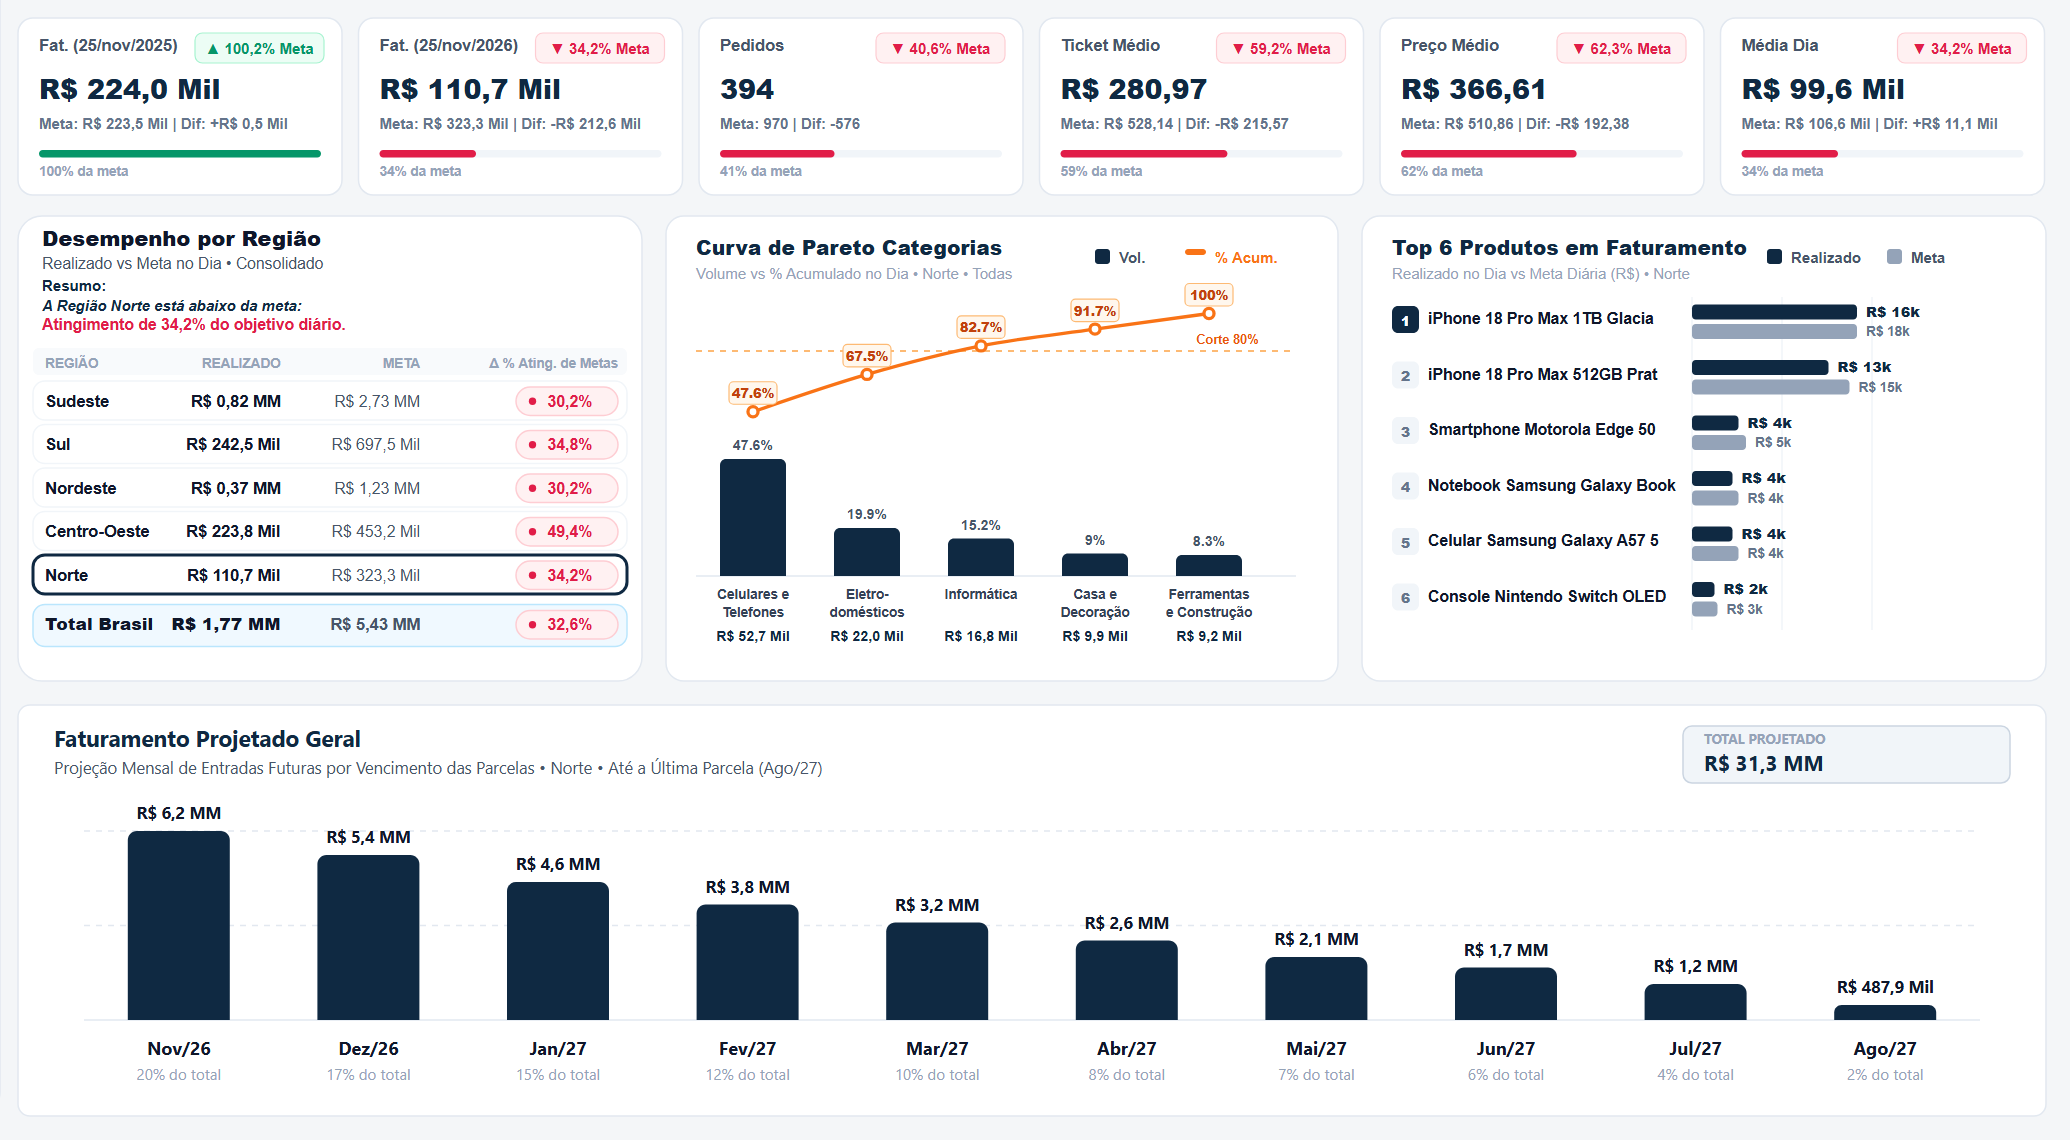 Fat. (25/nov/2025)
▲ 100,2% Meta
R$ 224,0 Mil
Meta: R$ 223,5 Mil | Dif: +R$ 0,5 Mil
100% da meta
Fat. (25/nov/2026)
▼ 34,2% Meta
R$ 110,7 Mil
Meta: R$ 323,3 Mil | Dif: -R$ 212,6 Mil
34% da meta
Pedidos
▼ 40,6% Meta
394
Meta: 970 | Dif: -576
41% da meta
Ticket Médio
▼ 59,2% Meta
R$ 280,97
Meta: R$ 528,14 | Dif: -R$ 215,57
59% da meta
Preço Médio
▼ 62,3% Meta
R$ 366,61
Meta: R$ 510,86 | Dif: -R$ 192,38
62% da meta
Média Dia
▼ 34,2% Meta
R$ 99,6 Mil
Meta: R$ 106,6 Mil | Dif: +R$ 11,1 Mil
34% da meta
Desempenho por Região
Realizado vs Meta no Dia • Consolidado
Resumo:
A Região Norte está abaixo da meta:
Atingimento de 34,2% do objetivo diário.
REGIÃO REALIZADO META Δ % Ating. de Metas
Sudeste R$ 0,82 MM R$ 2,73 MM 30,2%
Sul R$ 242,5 Mil R$ 697,5 Mil 34,8%
Nordeste R$ 0,37 MM R$ 1,23 MM 30,2%
Centro-Oeste R$ 223,8 Mil R$ 453,2 Mil 49,4%
Norte R$ 110,7 Mil R$ 323,3 Mil 34,2%
Total Brasil R$ 1,77 MM R$ 5,43 MM 32,6%
Curva de Pareto Categorias
Volume vs % Acumulado no Dia • Norte • Todas
Vol.
% Acum.
47.6%
67.5%
82.7%
91.7%
100%
Corte 80%
47.6%
19.9%
15.2%
9%
8.3%
Celulares e
Telefones
R$ 52,7 Mil
Eletro-
domésticos
R$ 22,0 Mil
Informática
R$ 16,8 Mil
Casa e
Decoração
R$ 9,9 Mil
Ferramentas
e Construção
R$ 9,2 Mil
Top 6 Produtos em Faturamento
Realizado no Dia vs Meta Diária (R$) • Norte
Realizado
Meta
1 iPhone 18 Pro Max 1TB Glacia
R$ 16k
R$ 18k
2 iPhone 18 Pro Max 512GB Prat
R$ 13k
R$ 15k
3 Smartphone Motorola Edge 50
R$ 4k
R$ 5k
4 Notebook Samsung Galaxy Book
R$ 4k
R$ 4k
5 Celular Samsung Galaxy A57 5
R$ 4k
R$ 4k
6 Console Nintendo Switch OLED
R$ 2k
R$ 3k
Faturamento Projetado Geral
Projeção Mensal de Entradas Futuras por Vencimento das Parcelas • Norte • Até a Última Parcela (Ago/27)
TOTAL PROJETADO
R$ 31,3 MM
R$ 6,2 MM
R$ 5,4 MM
R$ 4,6 MM
R$ 3,8 MM
R$ 3,2 MM
R$ 2,6 MM
R$ 2,1 MM
R$ 1,7 MM
R$ 1,2 MM
R$ 487,9 Mil
Nov/26 Dez/26 Jan/27 Fev/27 Mar/27 Abr/27 Mai/27 Jun/27 Jul/27 Ago/27
20% do total 17% do total 15% do total 12% do total 10% do total 8% do total 7% do total 6% do total 4% do total 2% do total